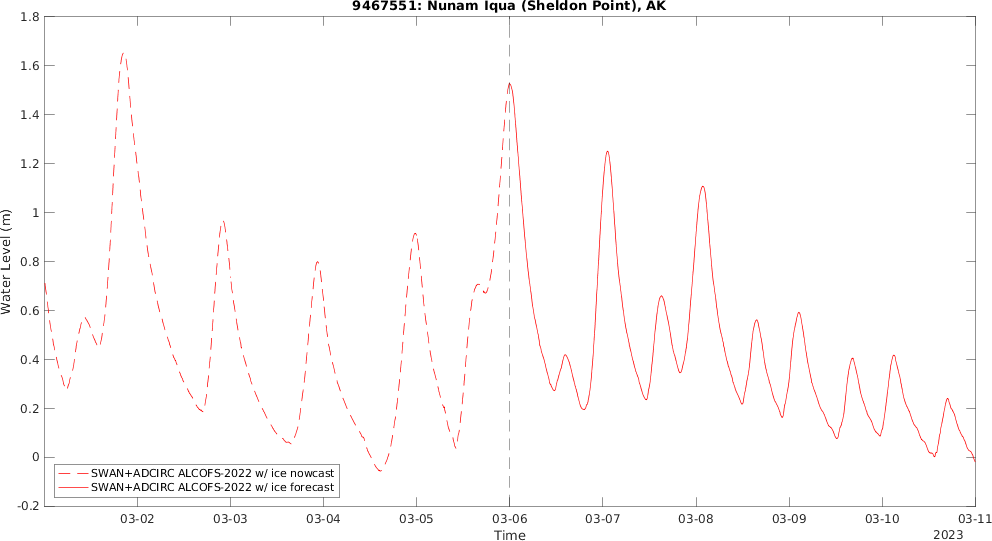 9467551: Nunam Iqua (Sheldon Point), AK
1.8
1.6
1.4
1.2
1
0.8
0.6
0.4
0.2
0
-0.2
Water Level (m)
SWAN+ADCIRC ALCOFS-2022 w/ ice nowcast
SWAN+ADCIRC ALCOFS-2022 w/ ice forecast
03-02 03-03 03-04 03-05 03-06 03-07 03-08 03-09 03-10 03-11
Time
2023